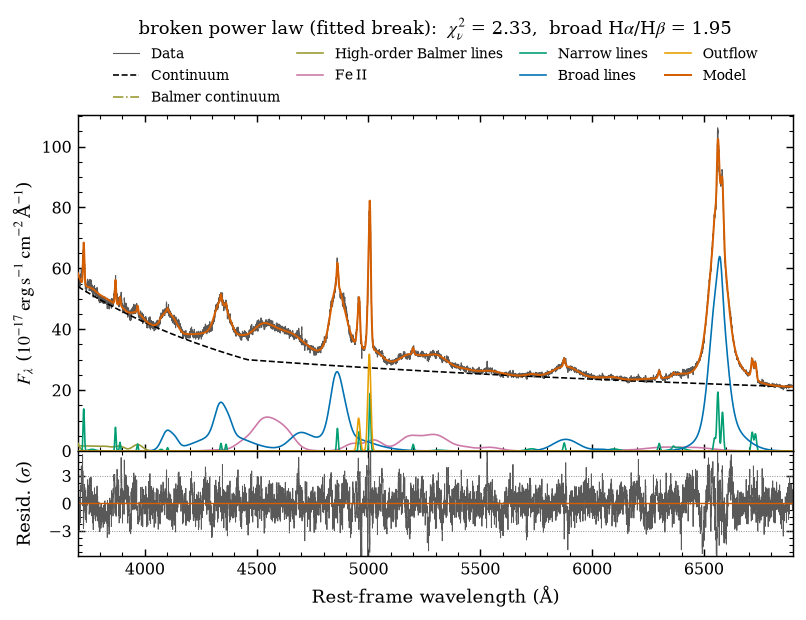 broken power law (fitted break):  χ²ᵥ = 2.33,  broad Hα/Hβ = 1.95
Data
Continuum
Balmer continuum
High-order Balmer lines
Fe II
Narrow lines
Broad lines
Outflow
Model
F_λ (10⁻¹⁷ erg s⁻¹ cm⁻² Å⁻¹)
100
80
60
40
20
0
Resid. (σ)
3
0
−3
4000 4500 5000 5500 6000 6500
Rest-frame wavelength (Å)